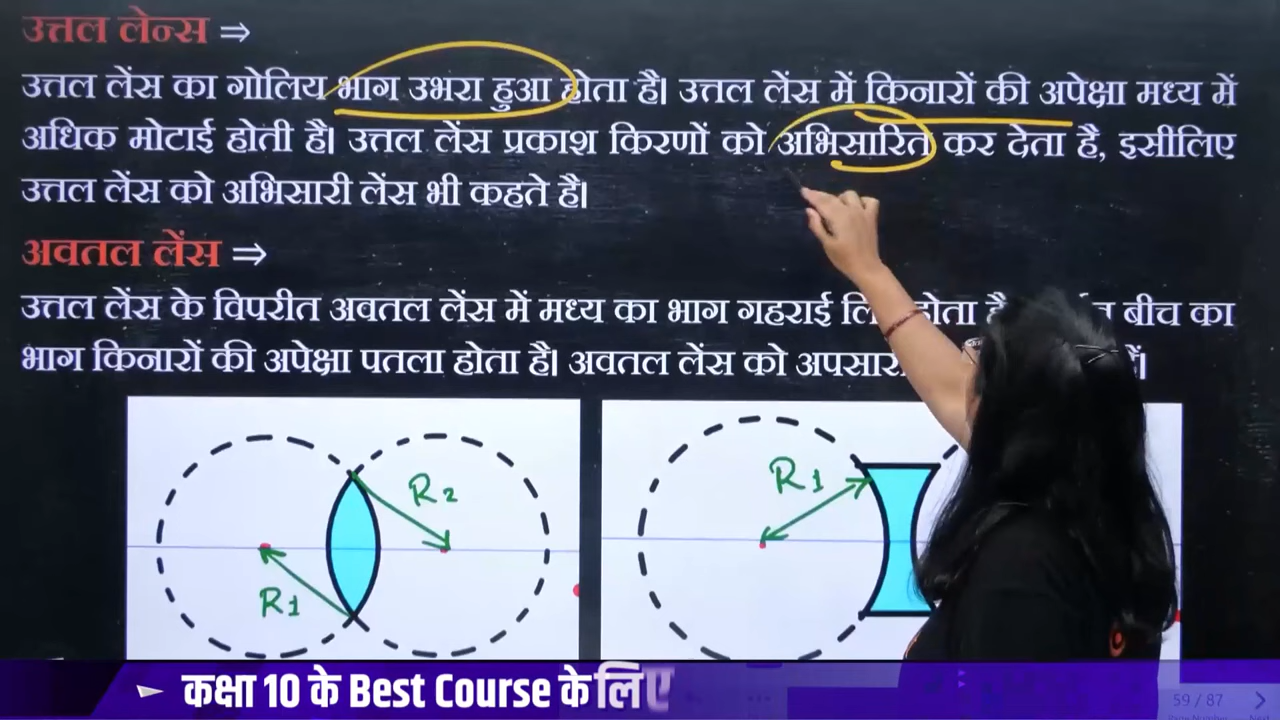 उत्तल लेन्स ⇒
उत्तल लेंस का गोलिय भाग उभरा हुआ होता है। उत्तल लेंस में किनारों की अपेक्षा मध्य में
अधिक मोटाई होती है। उत्तल लेंस प्रकाश किरणों को अभिसारित कर देता है, इसीलिए
उत्तल लेंस को अभिसारी लेंस भी कहते है।
अवतल लेंस ⇒
उत्तल लेंस के विपरीत अवतल लेंस में मध्य का भाग गहराई होता बीच का
भाग किनारों की अपेक्षा पतला होता है। अवतल लेंस को
R2
R1
R1
कक्षा 10 के Best Course के लिए
59 / 87